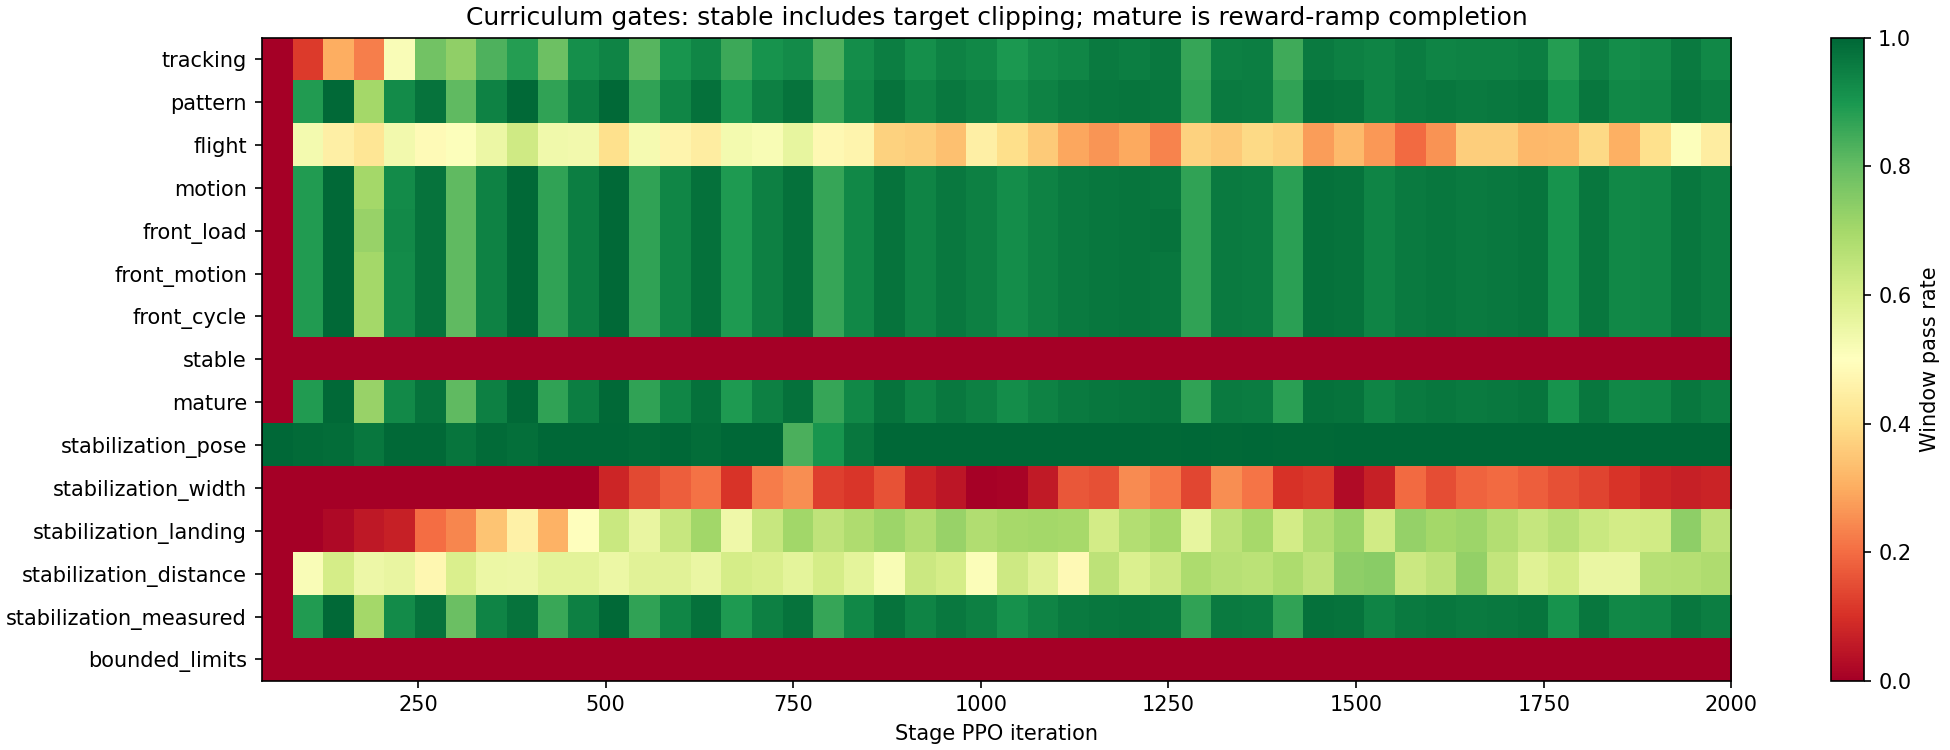 Curriculum gates: stable includes target clipping; mature is reward-ramp completion
tracking
pattern
flight
motion
front_load
front_motion
front_cycle
stable
mature
stabilization_pose
stabilization_width
stabilization_landing
stabilization_distance
stabilization_measured
bounded_limits
250 500 750 1000 1250 1500 1750 2000
Stage PPO iteration
1.0
0.8
0.6
0.4
0.2
0.0
Window pass rate